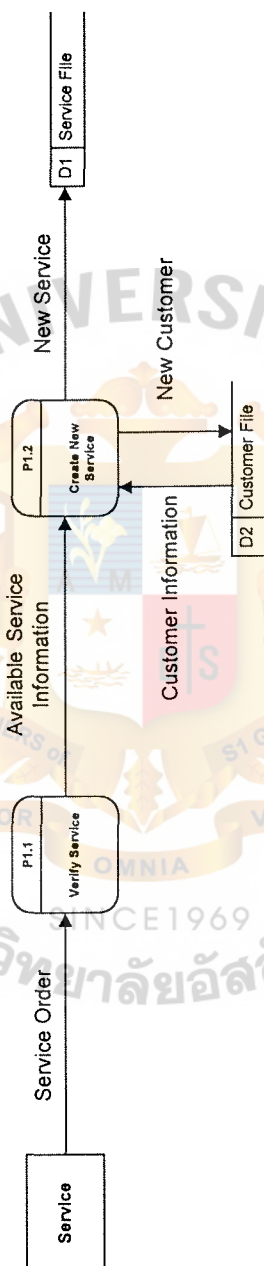 Service
Service Order
P1.1
Verify Service
Available Service
Information
P1.2
Create New
Service
New Service
D1 Service File
Customer Information
New Customer
D2 Customer File
OMNIA
SINCE1969